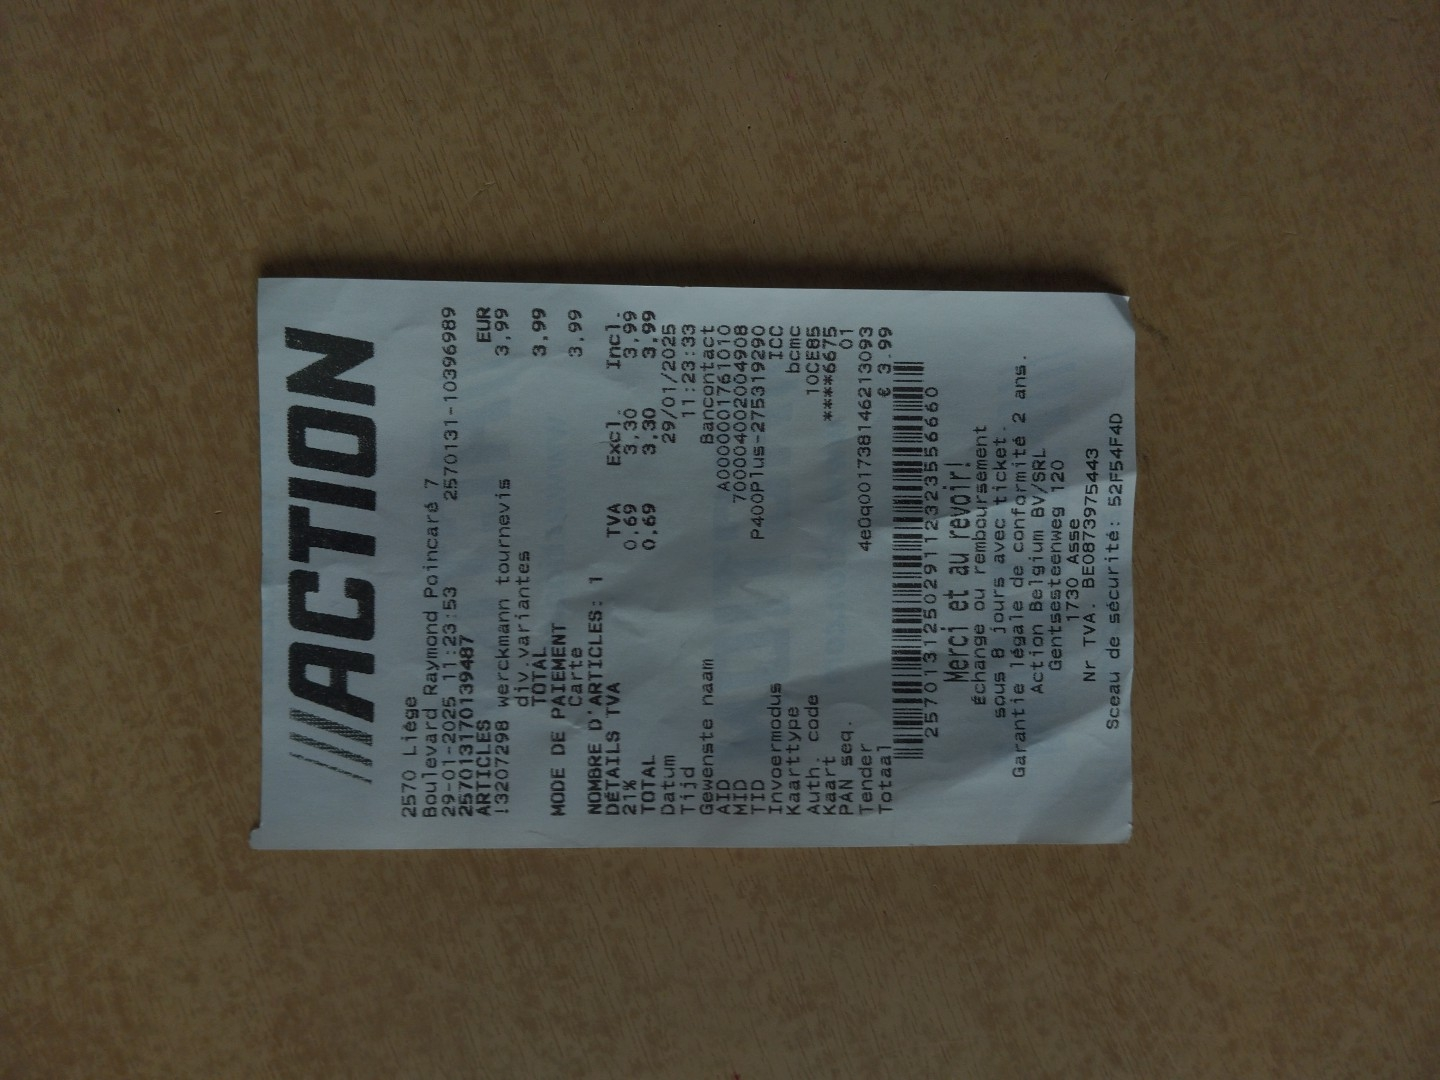 ///ACTION
2570 Liège
Boulevard Raymond Poincaré 7
29-01-2025 11:23:53 2570131-10396989
2570131701394​87
ARTICLES EUR
!3207298 werckmann tournevis 3,99
div.variantes
TOTAL 3,99
MODE DE PAIEMENT
Carte 3,99
NOMBRE D'ARTICLES: 1
DÉTAILS TVA TVA Excl. Incl.
21% 0,69 3,30 3,99
TOTAL 0,69 3,30 3,99
Datum 29/01/2025
Tijd 11:23:33
Gewenste naam Bancontact
AID A0000001761010
MID 700004002004908
TID P400Plus-275319290
Invoermodus ICC
Kaarttype bcmc
Auth. code 10CE85
Kaart ****6675
PAN seq. 01
Tender 4e0q001738146213093
Totaal € 3.99
2570131250291123235566​60
Merci et au revoir!
Échange ou remboursement
sous 8 jours avec ticket.
Garantie légale de conformité 2 ans.
Action Belgium BV/SRL
Gentsesteenweg 120
1730 Asse
Nr TVA. BE0873975443
Sceau de sécurité: 52F54F4D